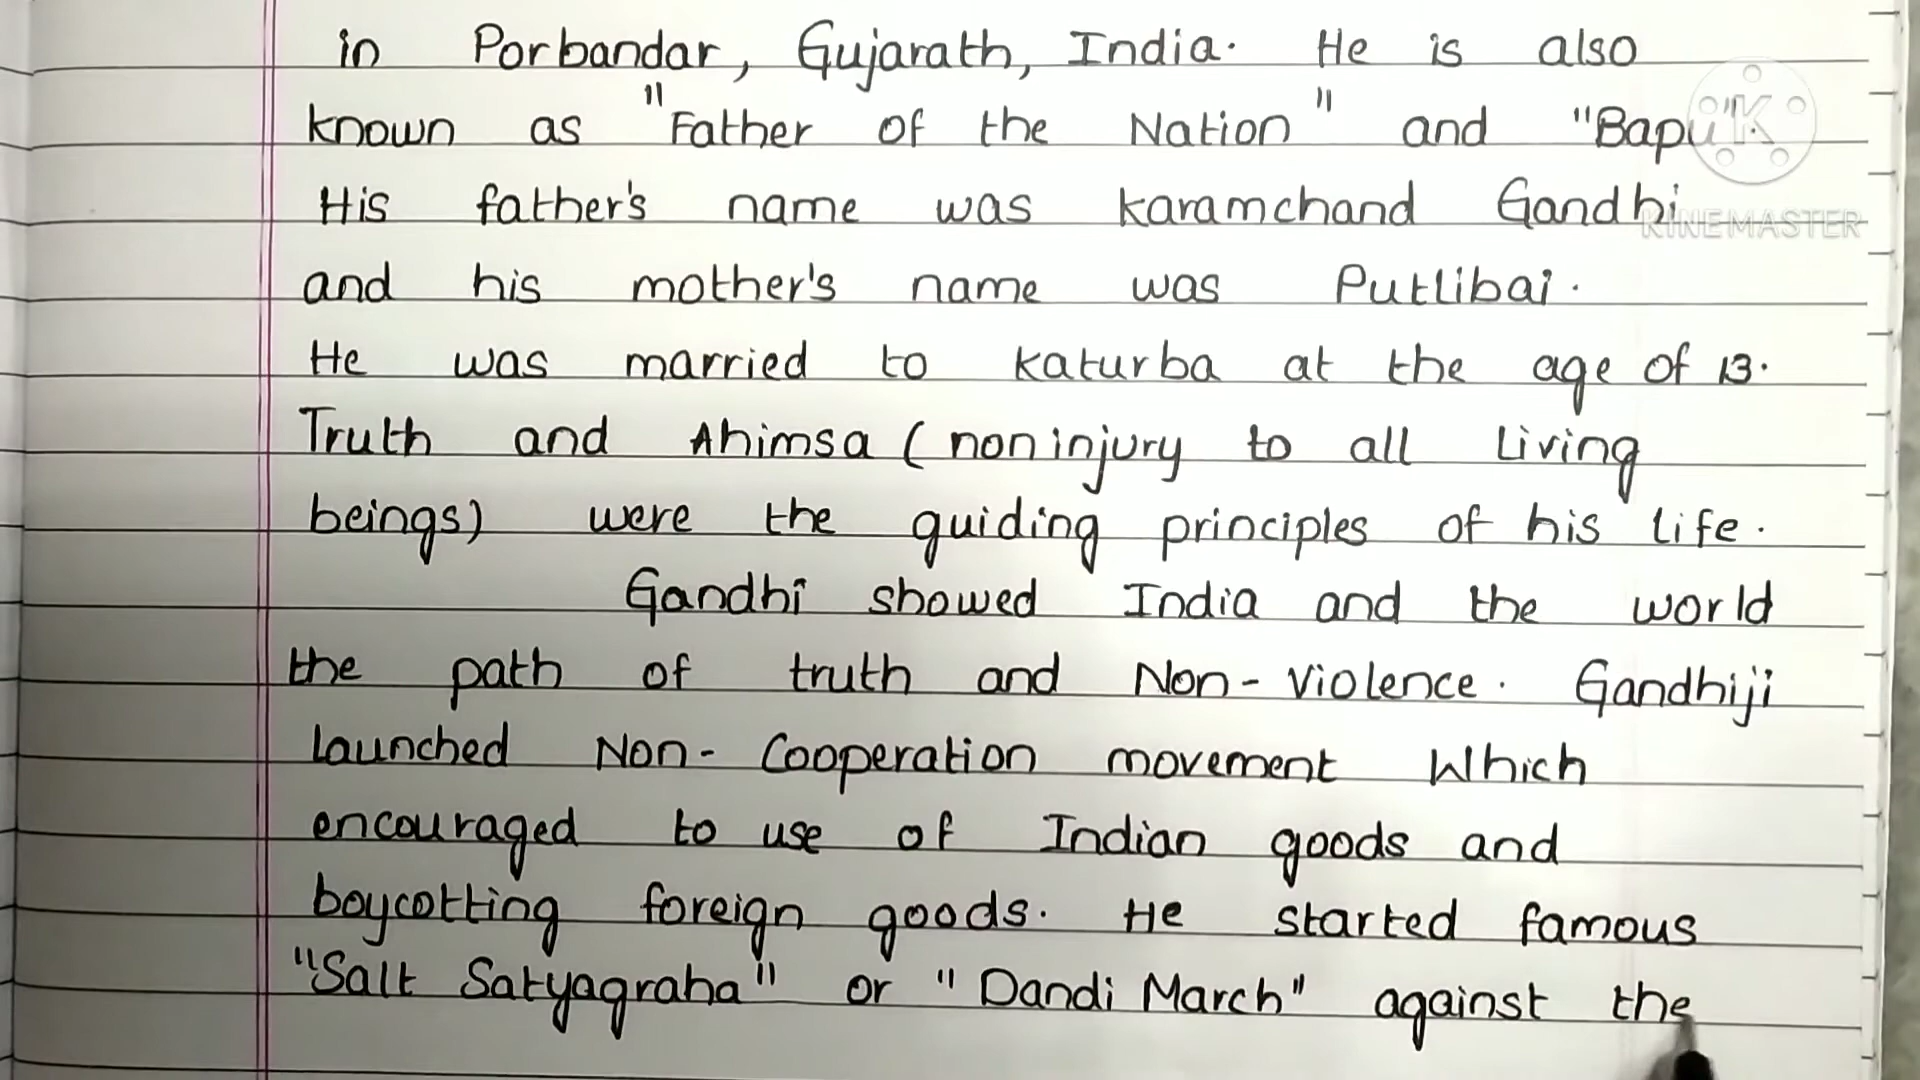 in Porbandar, Gujarath, India. He is also
known as "Father of the Nation" and "Bapu".
His father's name was karamchand Gandhi
KINEMASTER
and his mother's name was Putlibai.
He was married to katurba at the age of 13.
Truth and Ahimsa (non injury to all living
beings) were the guiding principles of his life.
Gandhi showed India and the world
the path of truth and Non-violence. Gandhiji
launched Non-Cooperation movement Which
encouraged to use of Indian goods and
boycotting foreign goods. He started famous
"Salt Satyagraha" or "Dandi March" against the